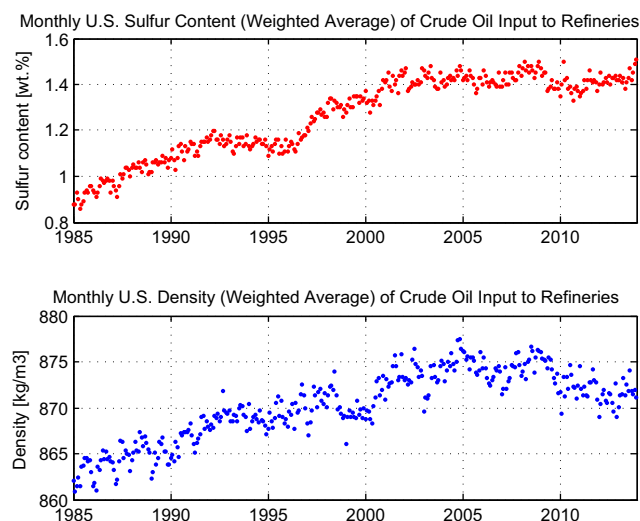 Monthly U.S. Sulfur Content (Weighted Average) of Crude Oil Input to Refineries
1.6
1.4
1.2
1
0.8
Sulfur content [wt.%]
1985 1990 1995 2000 2005 2010
Monthly U.S. Density (Weighted Average) of Crude Oil Input to Refineries
880
875
870
865
860
Density [kg/m3]
1985 1990 1995 2000 2005 2010